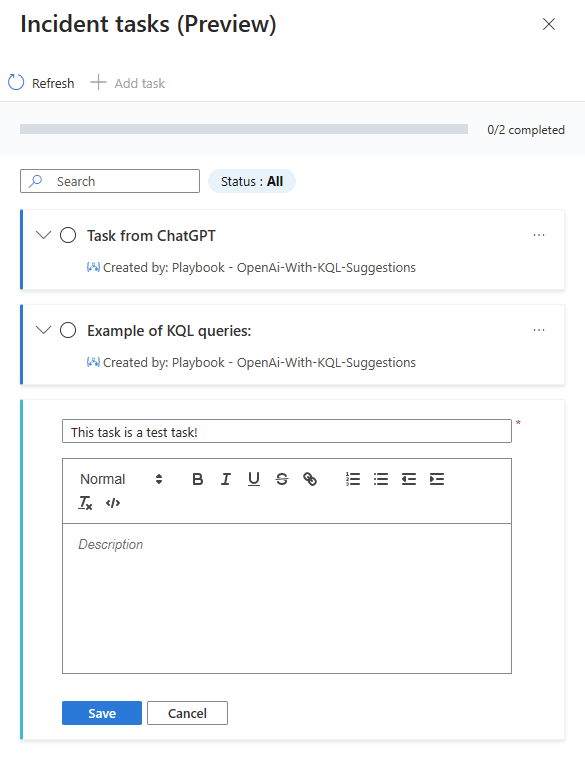 Incident tasks (Preview)
Refresh
Add task
0/2 completed
Search
Status : All
Task from ChatGPT
Created by: Playbook - OpenAi-With-KQL-Suggestions
Example of KQL queries:
Created by: Playbook - OpenAi-With-KQL-Suggestions
This task is a test task! *
Normal B I U S
Description
Save
Cancel